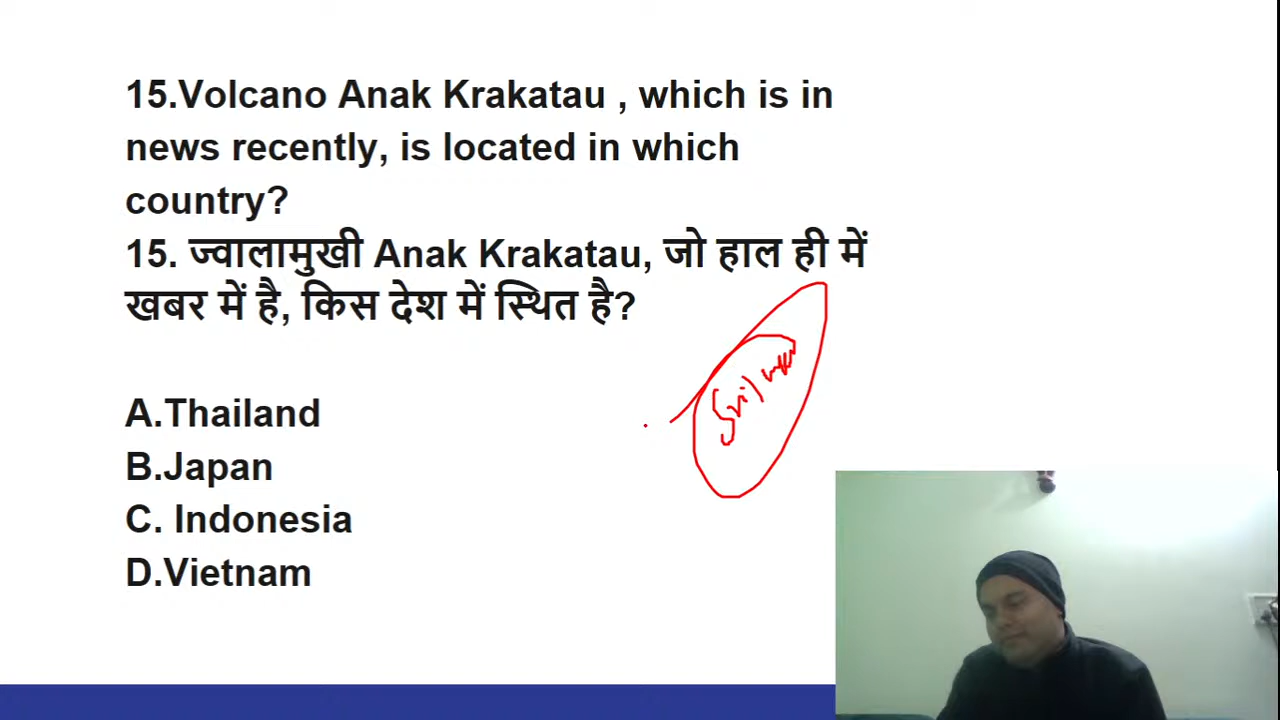 15.Volcano Anak Krakatau , which is in
news recently, is located in which
country?
15. ज्वालामुखी Anak Krakatau, जो हाल ही में
खबर में है, किस देश में स्थित है?
A.Thailand
B.Japan
C. Indonesia
D.Vietnam